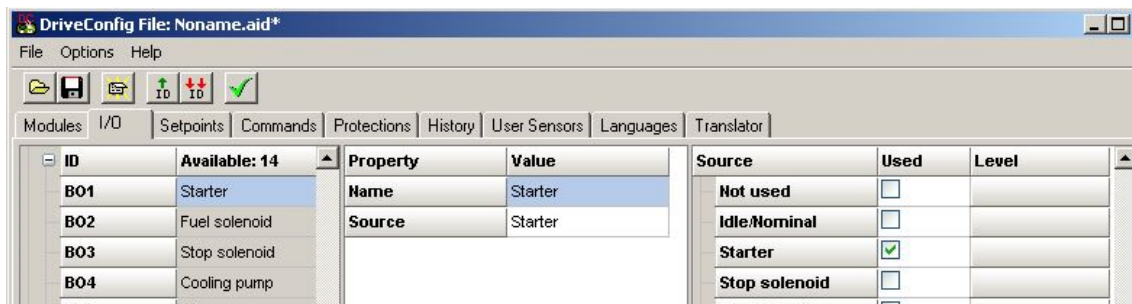 DriveConfig File: Noname.aid*
File Options Help
ID ID
Modules I/O Setpoints Commands Protections History User Sensors Languages Translator
ID Available: 14 Property Value Source Used Level
BO1 Starter Name Starter Not used
BO2 Fuel solenoid Source Starter Idle/Nominal
BO3 Stop solenoid Starter
BO4 Cooling pump Stop solenoid